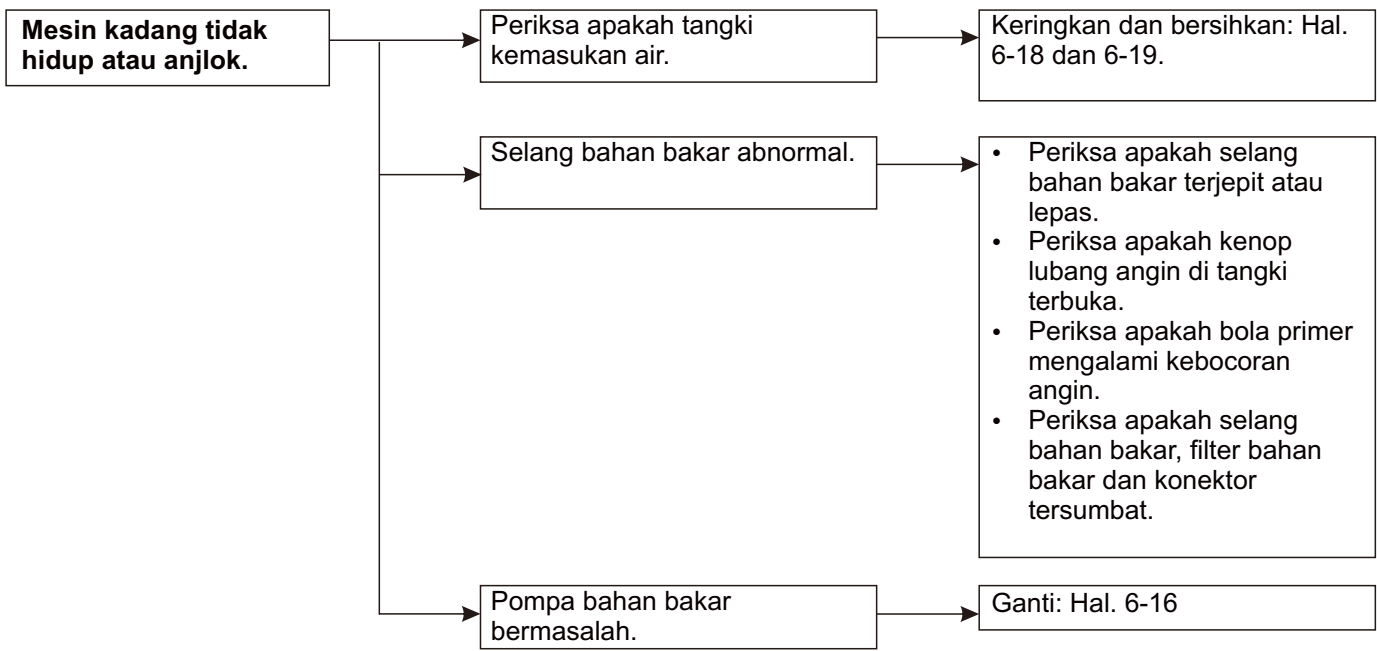 Mesin kadang tidak
hidup atau anjlok.
Periksa apakah tangki
kemasukan air.
Keringkan dan bersihkan: Hal.
6-18 dan 6-19.
Selang bahan bakar abnormal.
• Periksa apakah selang
bahan bakar terjepit atau
lepas.
• Periksa apakah kenop
lubang angin di tangki
terbuka.
• Periksa apakah bola primer
mengalami kebocoran
angin.
• Periksa apakah selang
bahan bakar, filter bahan
bakar dan konektor
tersumbat.
Pompa bahan bakar
bermasalah.
Ganti: Hal. 6-16